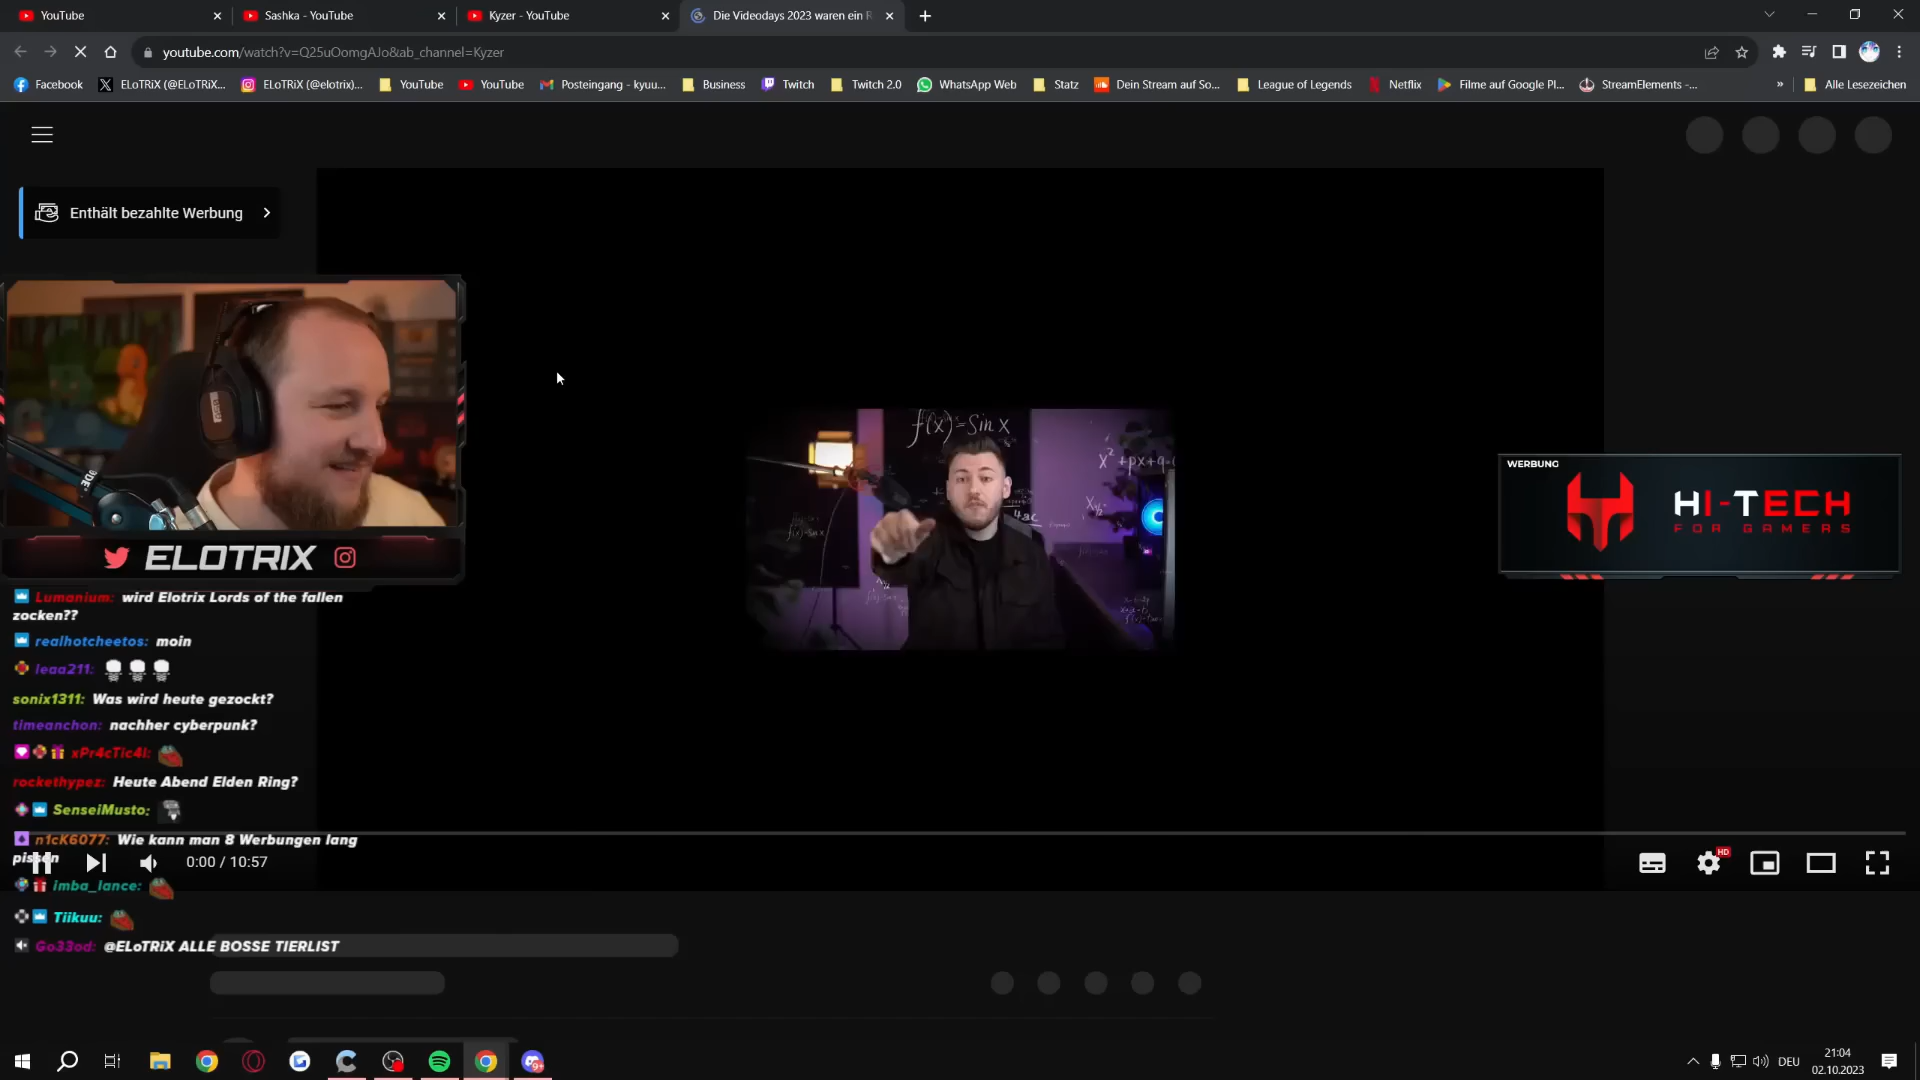 YouTube
Sashka - YouTube
Kyzer - YouTube
Die Videodays 2023 waren ein R
youtube.com/watch?v=Q25uOomgAJo&ab_channel=Kyzer
Facebook
ELoTRiX (@ELoTRiX...
ELoTRiX (@elotrix)...
YouTube
YouTube
Posteingang - kyuu...
Business
Twitch
Twitch 2.0
WhatsApp Web
Statz
Dein Stream auf So...
League of Legends
Netflix
Filme auf Google Pl...
StreamElements -...
»
Alle Lesezeichen
Enthält bezahlte Werbung
ELOTRIX
f(x)=Sin x
WERBUNG
HI-TECH
FOR GAMERS
Lumanium: wird Elotrix Lords of the fallen
zocken??
realhotcheetos: moin
leaa211:
sonix1311: Was wird heute gezockt?
timeanchon: nachher cyberpunk?
xPr4cTic4l:
rockethypez: Heute Abend Elden Ring?
SenseiMusto:
n1cK6077: Wie kann man 8 Werbungen lang
pissen
0:00 / 10:57
HD
imba_lance:
Tiikuu:
Go33od: @ELoTRiX ALLE BOSSE TIERLIST
9+
DEU
21:04
02.10.2023